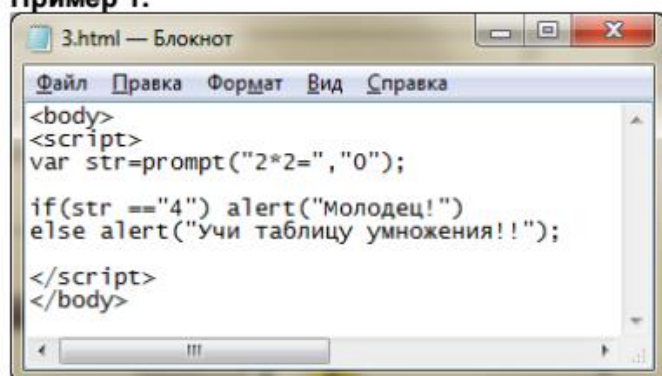 Пример 1.
3.html — Блокнот
Файл Правка Формат Вид Справка
<body>
<script>
var str=prompt("2*2=","0");
if(str =="4") alert("Молодец!")
else alert("Учи таблицу умножения!!");
</script>
</body>